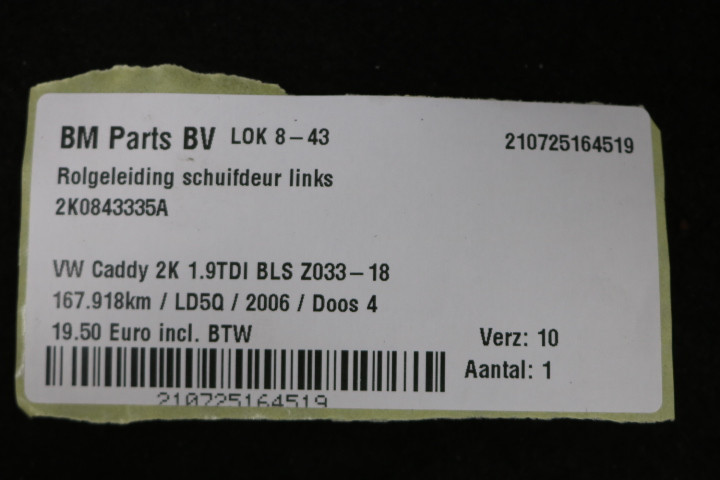 BM Parts BV LOK 8-43 210725164519
Rolgeleiding schuifdeur links
2K0843335A
VW Caddy 2K 1.9TDI BLS Z033-18
167.918km / LD5Q / 2006 / Doos 4
19.50 Euro incl. BTW Verz: 10
Aantal: 1
210725164519